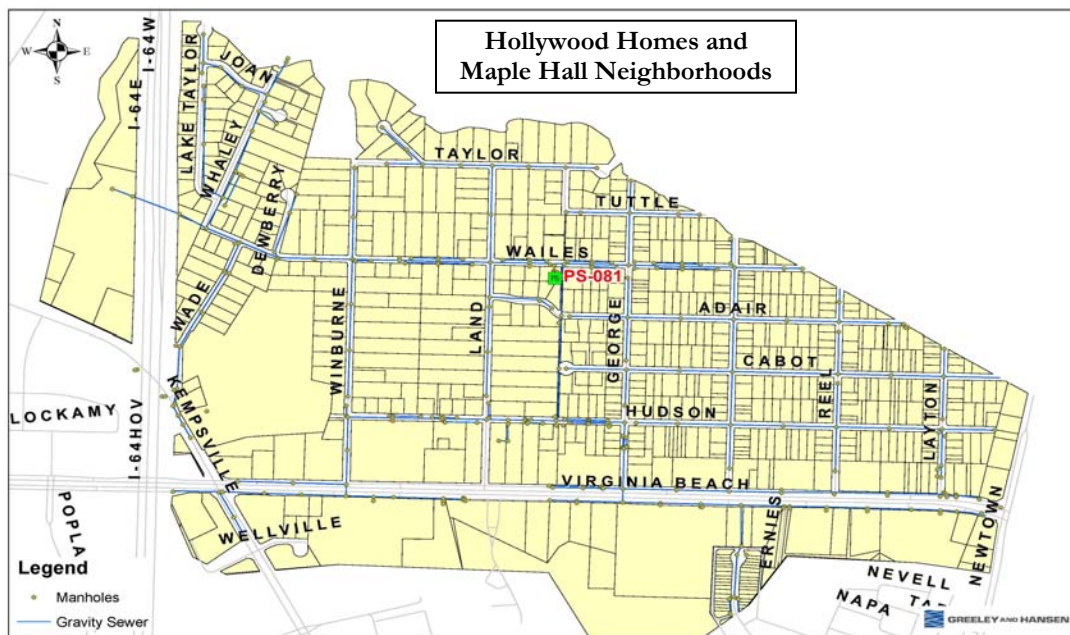 Hollywood Homes and
Maple Hall Neighborhoods
N
W E
S
I-64W
I-64E
LAKE TAYLOR
JOAN
WHALEY
DEWBERRY
TAYLOR
TUTTLE
WAILES
PS-081
WADE
WINBURNE
LAND
GEORGE
ADAIR
CABOT
REEL
LAYTON
HUDSON
KEMPSVILLE
LOCKAMY
I-64HOV
VIRGINIA BEACH
POPLA
WELLVILLE
ERNIES
NEWTOWN
NEVELL
NAPA
Legend
Manholes
Gravity Sewer
GREELEY AND HANSEN